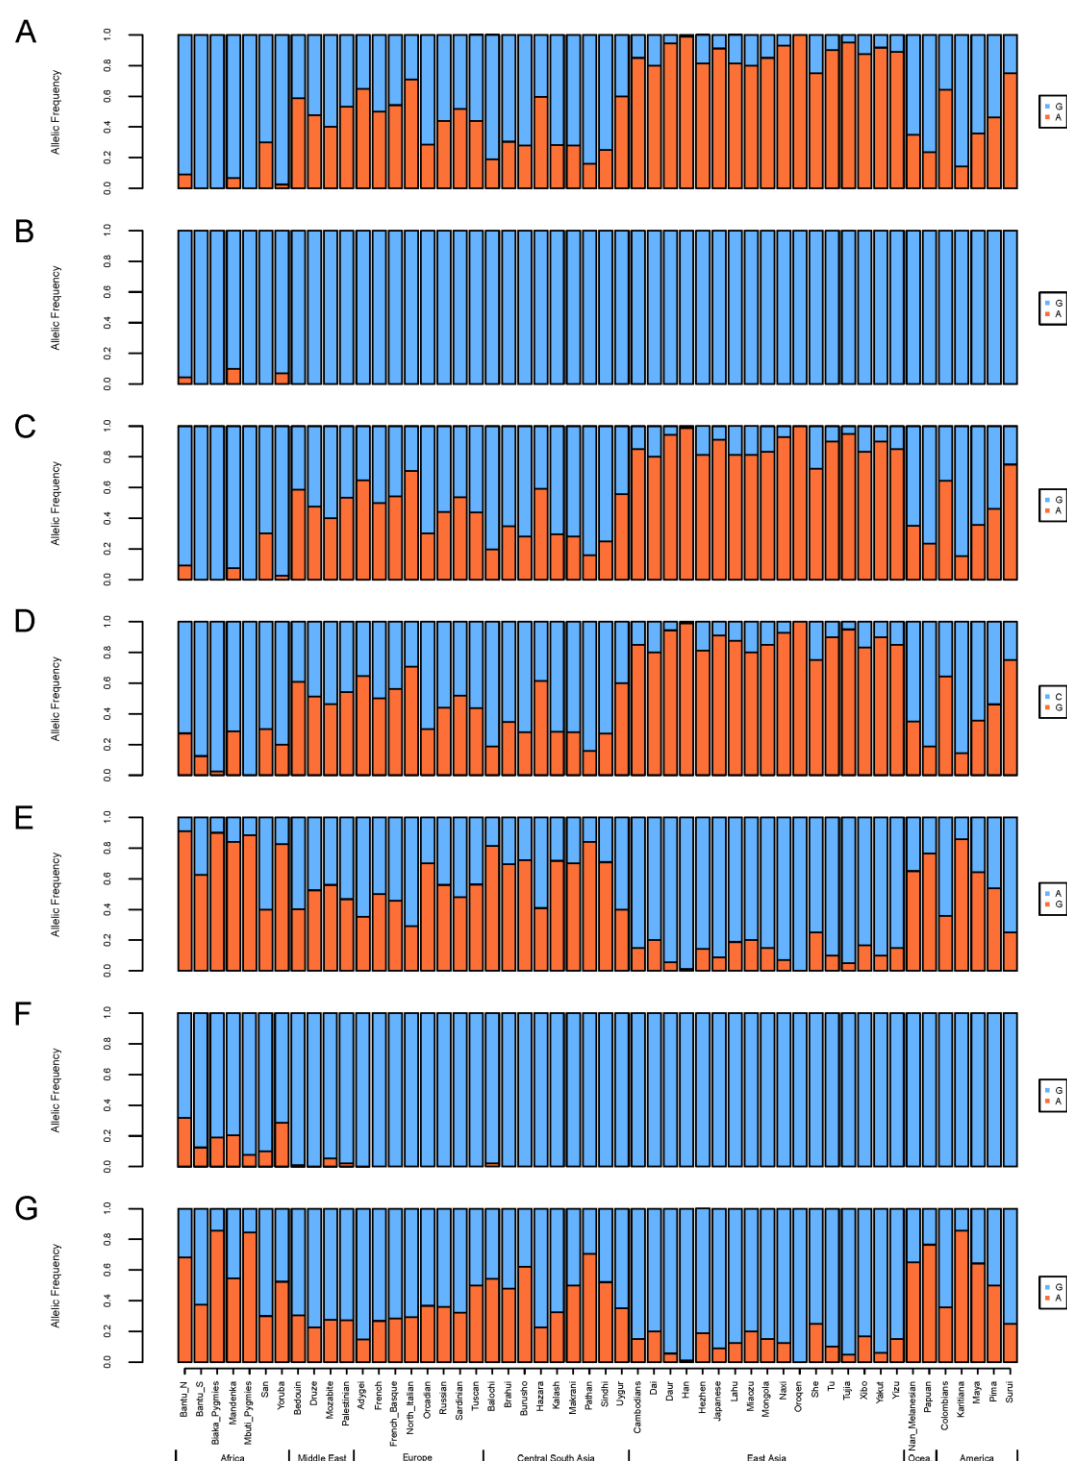 A
Allelic Frequency
0.0 0.2 0.4 0.6 0.8 1.0
G
A
B
Allelic Frequency
0.0 0.2 0.4 0.6 0.8 1.0
G
A
C
Allelic Frequency
0.0 0.2 0.4 0.6 0.8 1.0
G
A
D
Allelic Frequency
0.0 0.2 0.4 0.6 0.8 1.0
C
G
E
Allelic Frequency
0.0 0.2 0.4 0.6 0.8 1.0
A
G
F
Allelic Frequency
0.0 0.2 0.4 0.6 0.8 1.0
G
A
G
Allelic Frequency
0.0 0.2 0.4 0.6 0.8 1.0
G
A
Bantu_N
Bantu_S
Biaka_Pygmies
Mandenka
Mbuti_Pygmies
San
Yoruba
Bedouin
Druze
Mozabite
Palestinian
Adygei
French
French_Basque
North_Italian
Orcadian
Russian
Sardinian
Tuscan
Balochi
Brahui
Burusho
Hazara
Kalash
Makrani
Pathan
Sindhi
Uygur
Cambodians
Dai
Daur
Han
Hezhen
Japanese
Lahu
Miaozu
Mongola
Naxi
Oroqen
She
Tu
Tujia
Xibo
Yakut
Yizu
Nan_Melanesian
Papuan
Colombians
Karitiana
Maya
Pima
Surui
Africa Middle East Europe Central South Asia East Asia Ocea. America